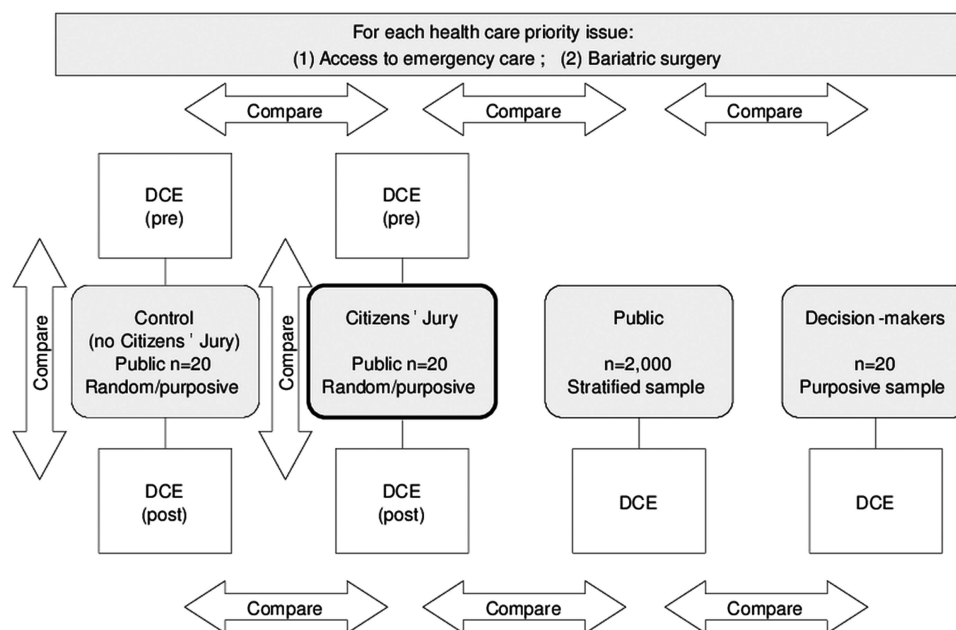 For each health care priority issue:
(1) Access to emergency care ;   (2) Bariatric surgery
Compare
Compare
Compare
DCE
(pre)
DCE
(pre)
Compare
Control
(no Citizens ' Jury)
Public n=20
Random/purposive
Compare
Citizens ' Jury
Public n=20
Random/purposive
Public
n=2,000
Stratified sample
Decision -makers
n=20
Purposive sample
DCE
(post)
DCE
(post)
DCE
DCE
Compare
Compare
Compare